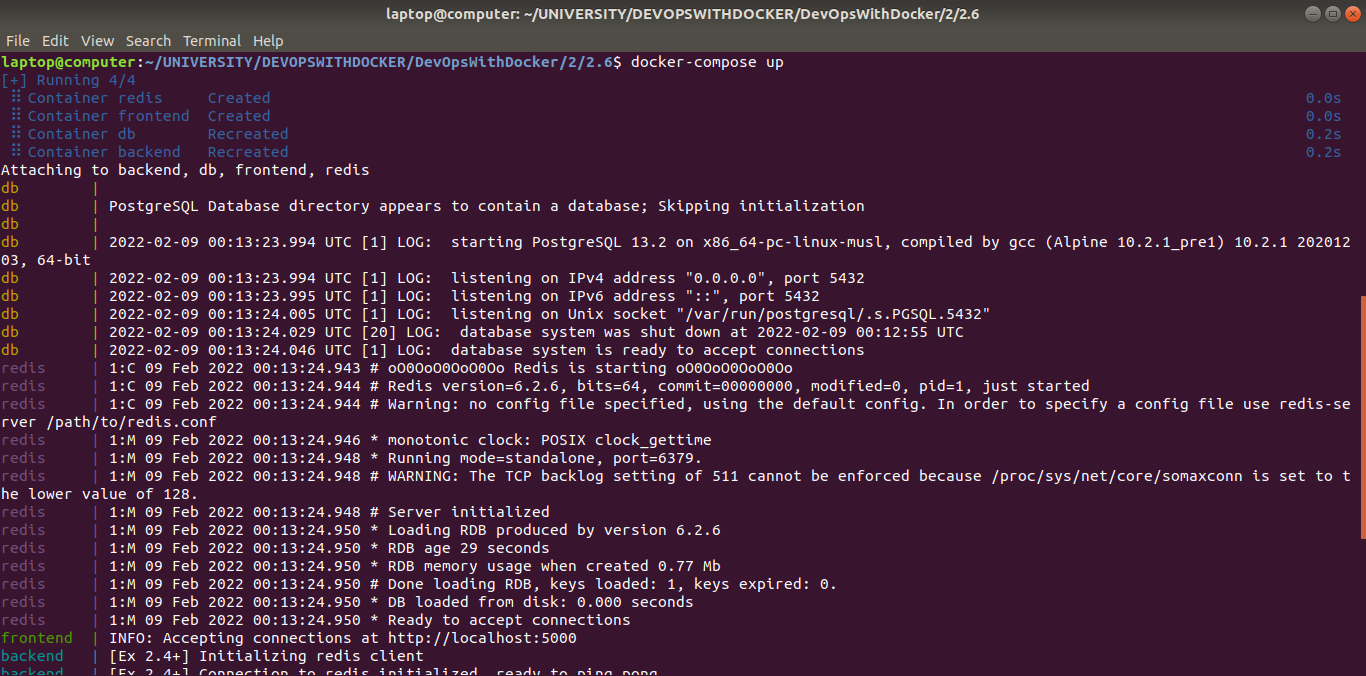 laptop@computer: ~/UNIVERSITY/DEVOPSWITHDOCKER/DevOpsWithDocker/2/2.6
File Edit View Search Terminal Help
laptop@computer:~/UNIVERSITY/DEVOPSWITHDOCKER/DevOpsWithDocker/2/2.6$ docker-compose up
[+] Running 4/4
⠿ Container redis Created 0.0s
⠿ Container frontend Created 0.0s
⠿ Container db Recreated 0.2s
⠿ Container backend Recreated 0.2s
Attaching to backend, db, frontend, redis
db |
db | PostgreSQL Database directory appears to contain a database; Skipping initialization
db |
db | 2022-02-09 00:13:23.994 UTC [1] LOG: starting PostgreSQL 13.2 on x86_64-pc-linux-musl, compiled by gcc (Alpine 10.2.1_pre1) 10.2.1 202012
03, 64-bit
db | 2022-02-09 00:13:23.994 UTC [1] LOG: listening on IPv4 address "0.0.0.0", port 5432
db | 2022-02-09 00:13:23.995 UTC [1] LOG: listening on IPv6 address "::", port 5432
db | 2022-02-09 00:13:24.005 UTC [1] LOG: listening on Unix socket "/var/run/postgresql/.s.PGSQL.5432"
db | 2022-02-09 00:13:24.029 UTC [20] LOG: database system was shut down at 2022-02-09 00:12:55 UTC
db | 2022-02-09 00:13:24.046 UTC [1] LOG: database system is ready to accept connections
redis | 1:C 09 Feb 2022 00:13:24.943 # oO0OoO0OoO0Oo Redis is starting oO0OoO0OoO0Oo
redis | 1:C 09 Feb 2022 00:13:24.944 # Redis version=6.2.6, bits=64, commit=00000000, modified=0, pid=1, just started
redis | 1:C 09 Feb 2022 00:13:24.944 # Warning: no config file specified, using the default config. In order to specify a config file use redis-se
rver /path/to/redis.conf
redis | 1:M 09 Feb 2022 00:13:24.946 * monotonic clock: POSIX clock_gettime
redis | 1:M 09 Feb 2022 00:13:24.948 * Running mode=standalone, port=6379.
redis | 1:M 09 Feb 2022 00:13:24.948 # WARNING: The TCP backlog setting of 511 cannot be enforced because /proc/sys/net/core/somaxconn is set to t
he lower value of 128.
redis | 1:M 09 Feb 2022 00:13:24.948 # Server initialized
redis | 1:M 09 Feb 2022 00:13:24.950 * Loading RDB produced by version 6.2.6
redis | 1:M 09 Feb 2022 00:13:24.950 * RDB age 29 seconds
redis | 1:M 09 Feb 2022 00:13:24.950 * RDB memory usage when created 0.77 Mb
redis | 1:M 09 Feb 2022 00:13:24.950 # Done loading RDB, keys loaded: 1, keys expired: 0.
redis | 1:M 09 Feb 2022 00:13:24.950 * DB loaded from disk: 0.000 seconds
redis | 1:M 09 Feb 2022 00:13:24.950 * Ready to accept connections
frontend | INFO: Accepting connections at http://localhost:5000
backend | [Ex 2.4+] Initializing redis client
backend | [Ex 2.4+] Connection to redis initialized, ready to ping pong.